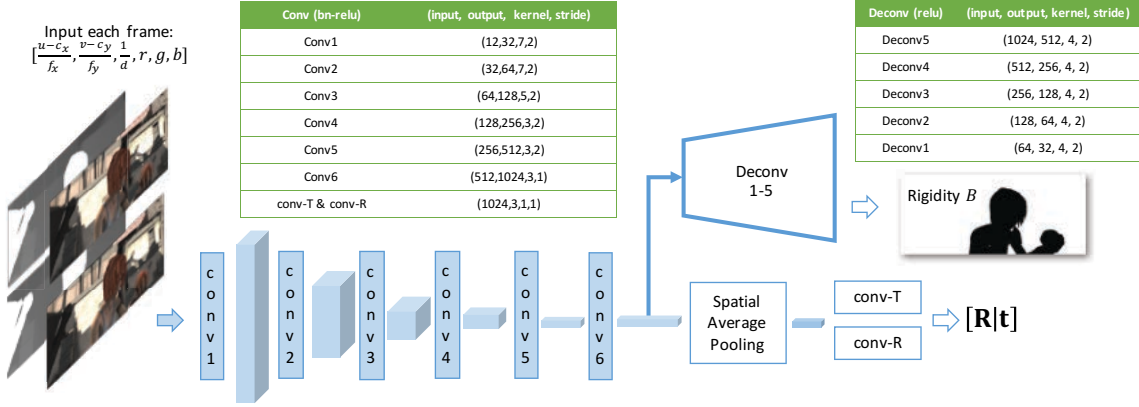 Input each frame:
[(u−c_x)/f_x, (v−c_y)/f_y, 1/d, r, g, b]
Conv (bn-relu) (input, output, kernel, stride)
Conv1 (12,32,7,2)
Conv2 (32,64,7,2)
Conv3 (64,128,5,2)
Conv4 (128,256,3,2)
Conv5 (256,512,3,2)
Conv6 (512,1024,3,1)
conv-T & conv-R (1024,3,1,1)
Deconv (relu) (input, output, kernel, stride)
Deconv5 (1024, 512, 4, 2)
Deconv4 (512, 256, 4, 2)
Deconv3 (256, 128, 4, 2)
Deconv2 (128, 64, 4, 2)
Deconv1 (64, 32, 4, 2)
Deconv
1-5
Rigidity B
conv1
conv2
conv3
conv4
conv5
conv6
Spatial
Average
Pooling
conv-T
conv-R
[R|t]